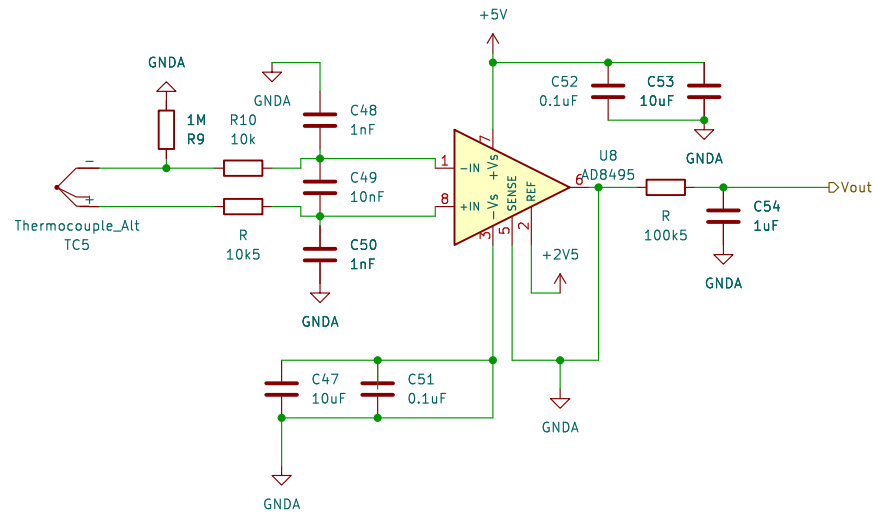 +5V
GNDA
GNDA
C52
0.1uF
C53
10uF
1M
R9
R10
10k
C48
1nF
GNDA
−
+
Thermocouple_Alt
TC5
R
10k5
C49
10nF
C50
1nF
GNDA
1
−IN
8
+IN
7
+Vs
−Vs
3
SENSE
5
REF
2
6
U8
AD8495
+2V5
R
100k5
Vout
C54
1uF
GNDA
C47
10uF
C51
0.1uF
GNDA
GNDA